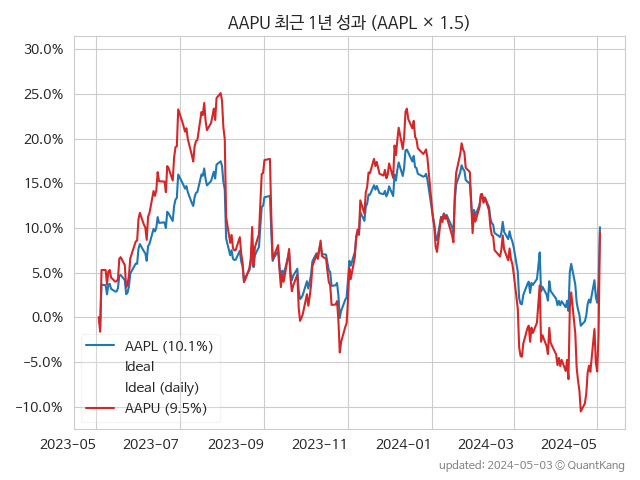 AAPU 최근 1년 성과 (AAPL × 1.5)
30.0%
25.0%
20.0%
15.0%
10.0%
5.0%
0.0%
−5.0%
−10.0%
AAPL (10.1%)
Ideal
Ideal (daily)
AAPU (9.5%)
2023-05 2023-07 2023-09 2023-11 2024-01 2024-03 2024-05
updated: 2024-05-03 ⓒ QuantKang